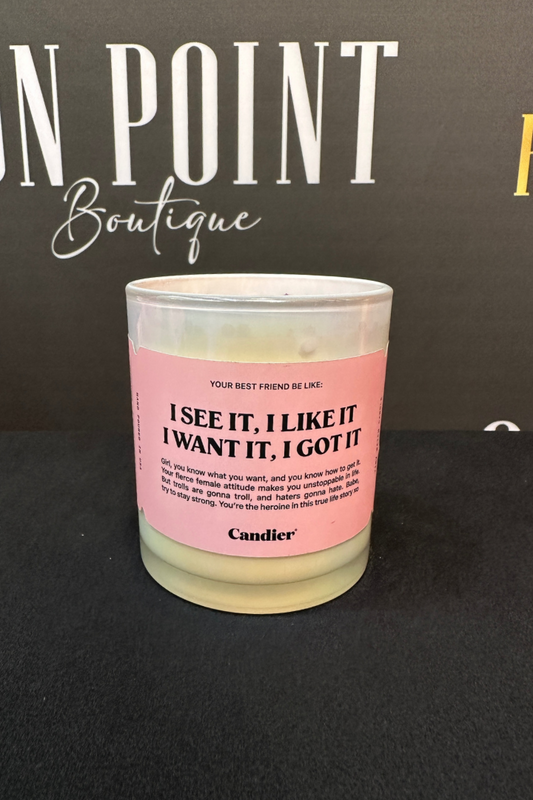 ON POINT
Boutique
YOUR BEST FRIEND BE LIKE:
I SEE IT, I LIKE IT
I WANT IT, I GOT IT
Girl, you know what you want, and you know how to get it.
Your fierce female attitude makes you unstoppable in life.
But trolls are gonna troll, and haters gonna hate. Babe,
try to stay strong. You're the heroine in this true life story so
Candier